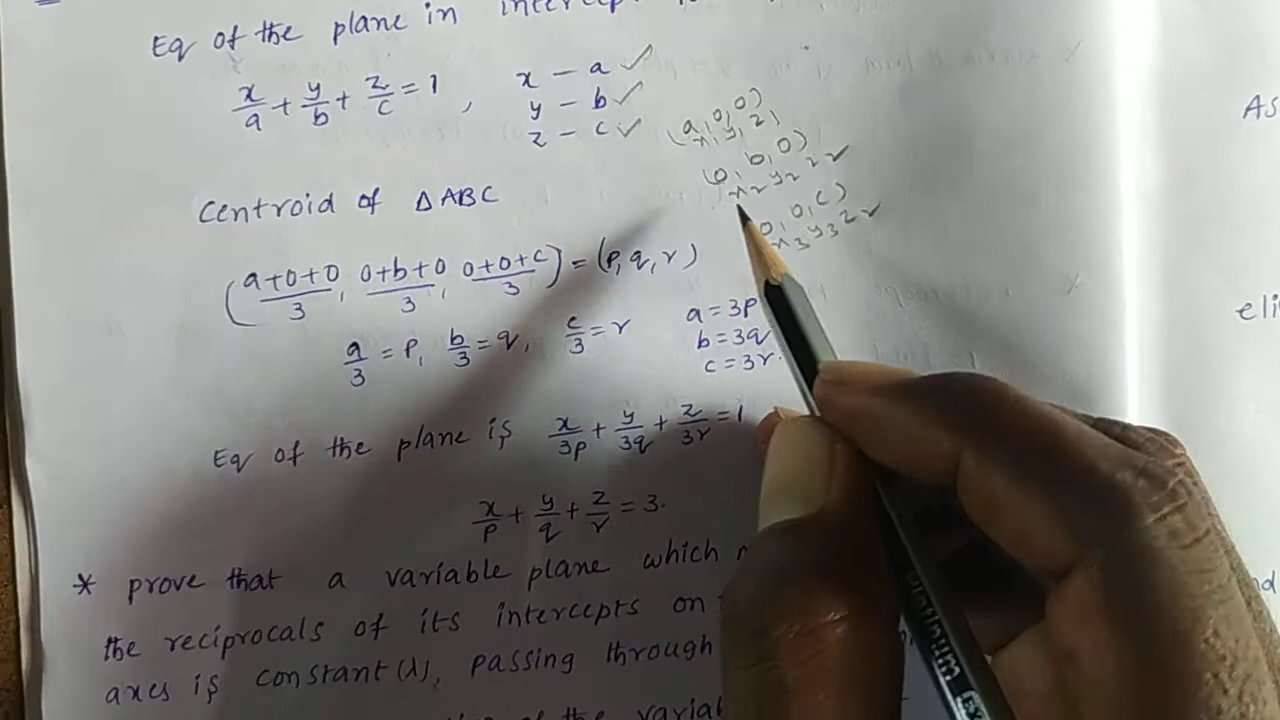 Eq of the plane in
x/a + y/b + z/c = 1 , x - a ✓
y - b ✓
z - c ✓
(a, 0, 0)
x₁ y₁ z₁
(0, b, 0)
x₂ y₂ z₂
0, 0, c)
x₃ y₃ z₃
Centroid of Δ ABC
((a+0+0)/3, (0+b+0)/3, (0+0+c)/3) = (p, q, r)
a/3 = p, b/3 = q, c/3 = r
a = 3p
b = 3q
c = 3r.
Eq of the plane is x/3p + y/3q + z/3r = 1
x/p + y/q + z/r = 3.
* prove that a variable plane which
the reciprocals of its intercepts on
axes is constant (λ), passing through
of the
As